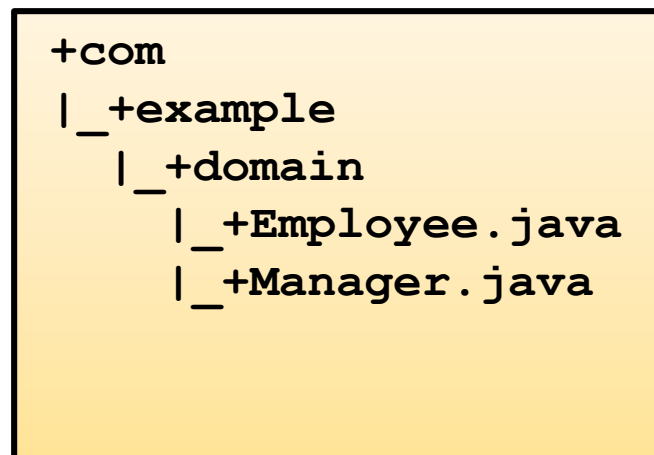 +com
|_+example
|_+domain
|_+Employee.java
|_+Manager.java